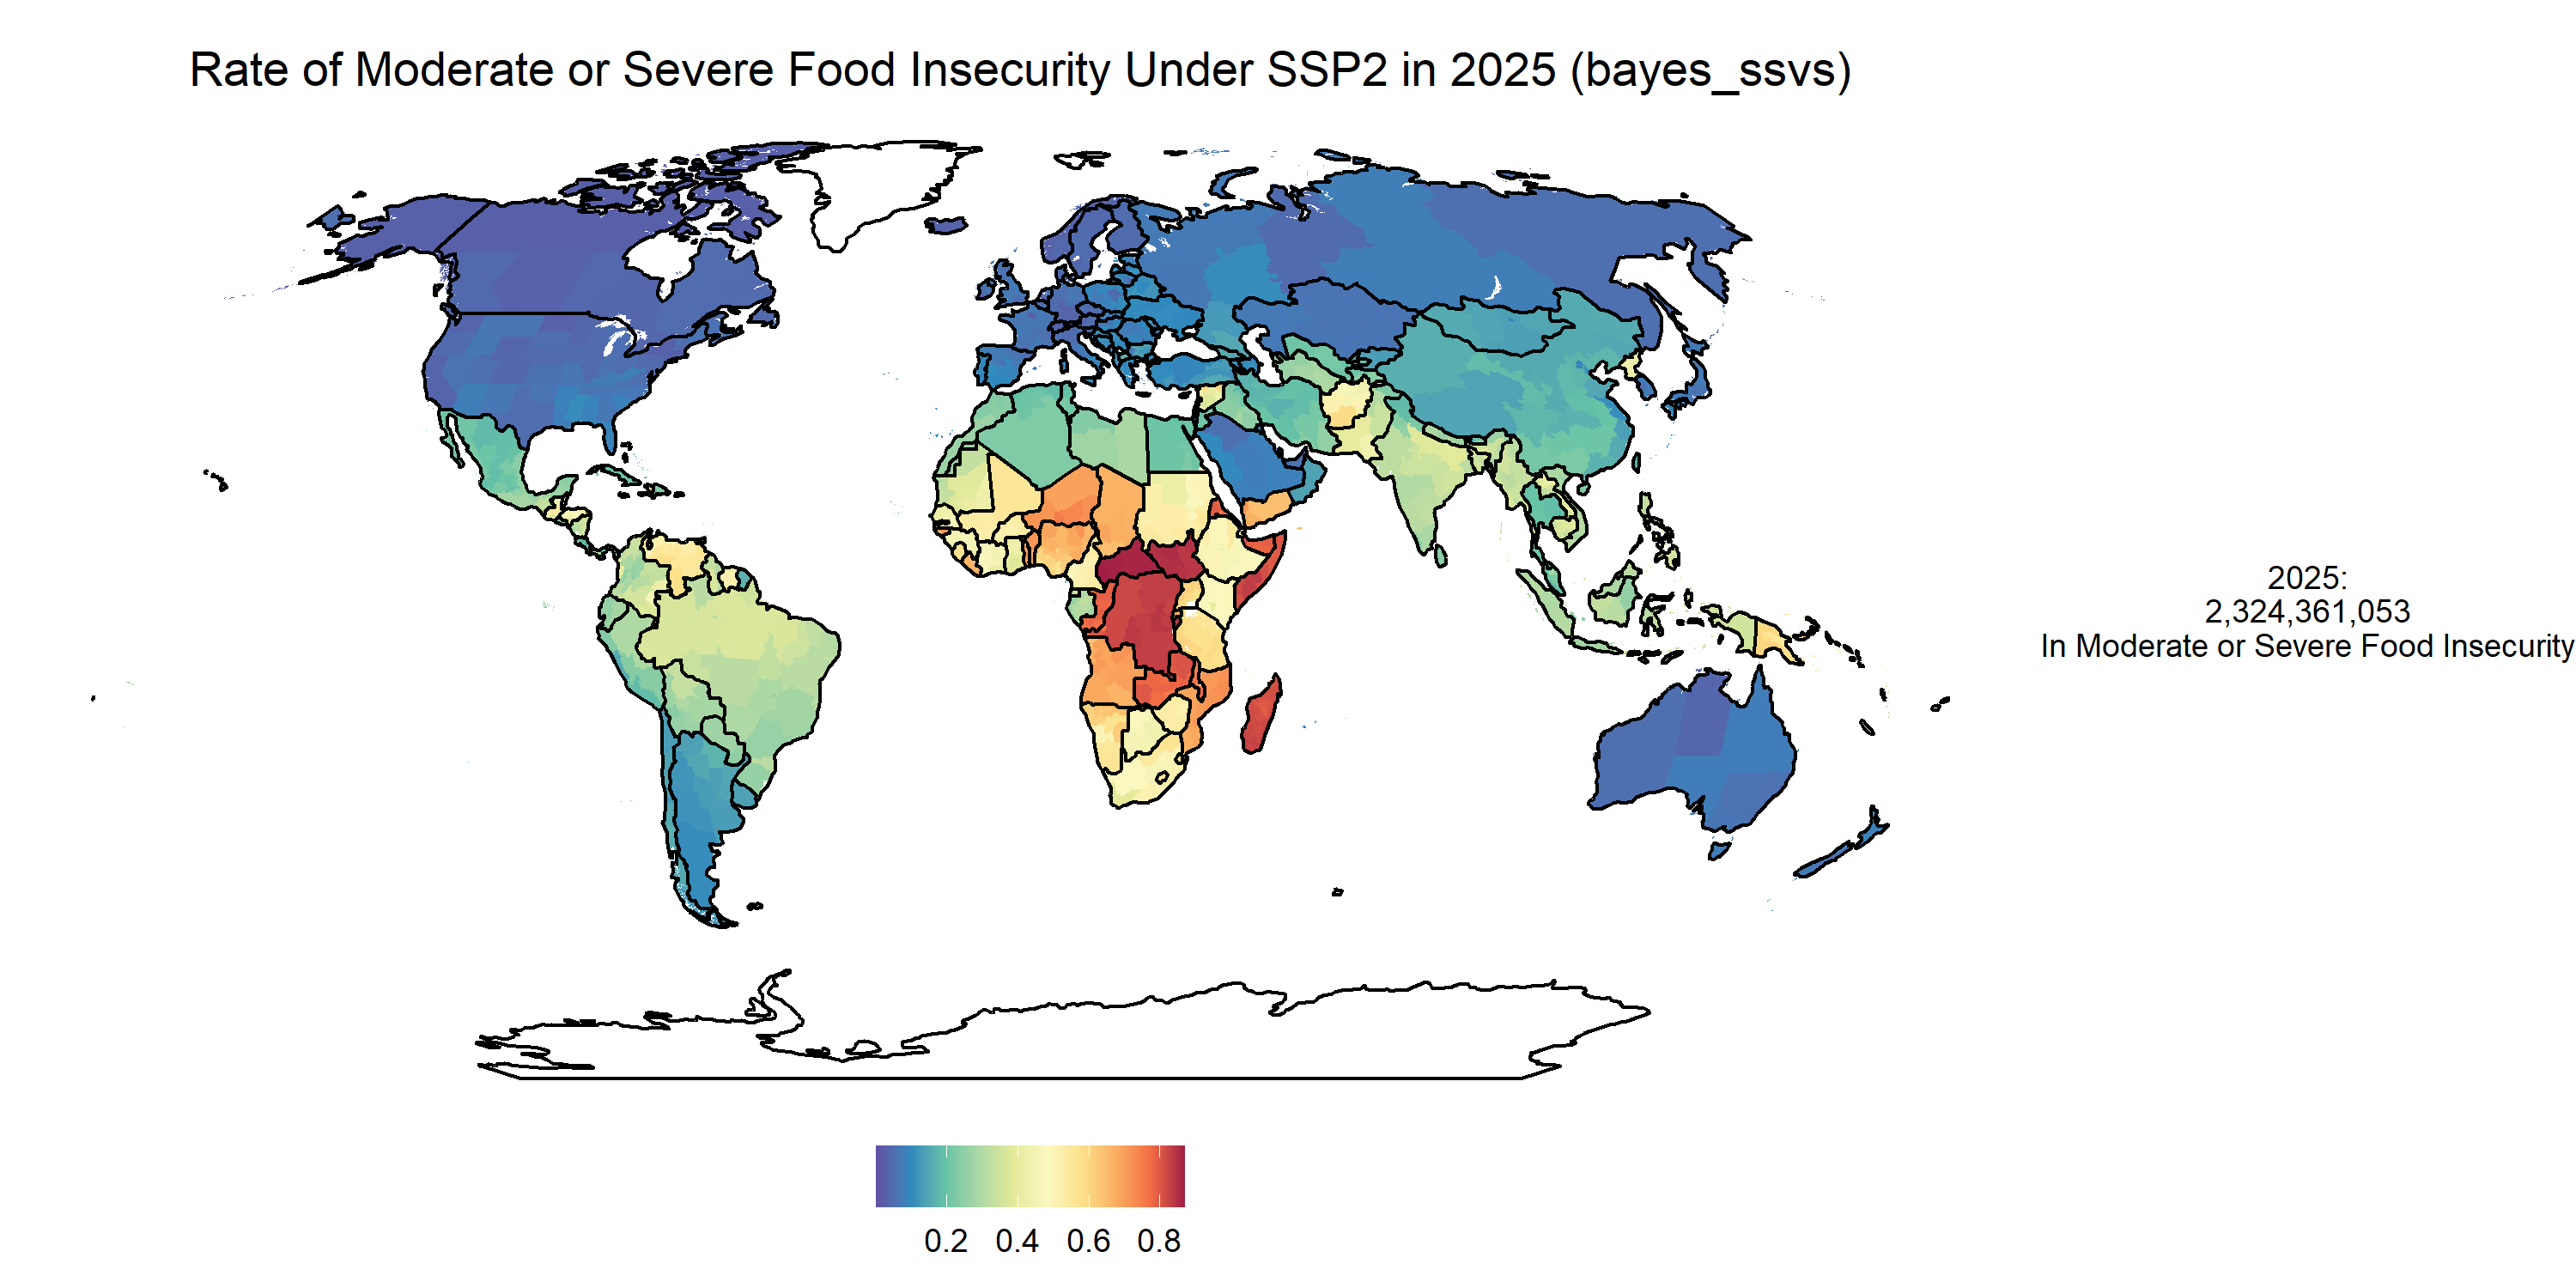 Rate of Moderate or Severe Food Insecurity Under SSP2 in 2025 (bayes_ssvs)
2025:
2,324,361,053
In Moderate or Severe Food Insecurity
0.2 0.4 0.6 0.8